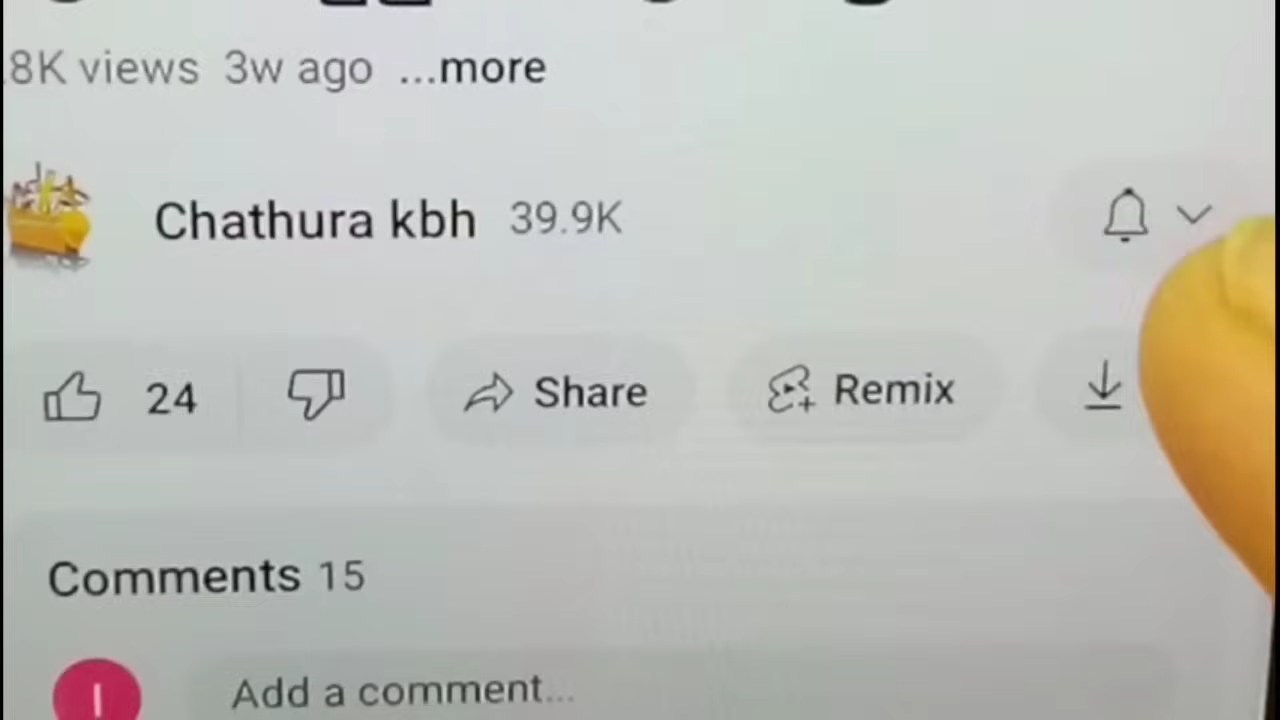 8K views 3w ago ...more
Chathura kbh 39.9K
24 Share Remix
Comments 15
I
Add a comment...